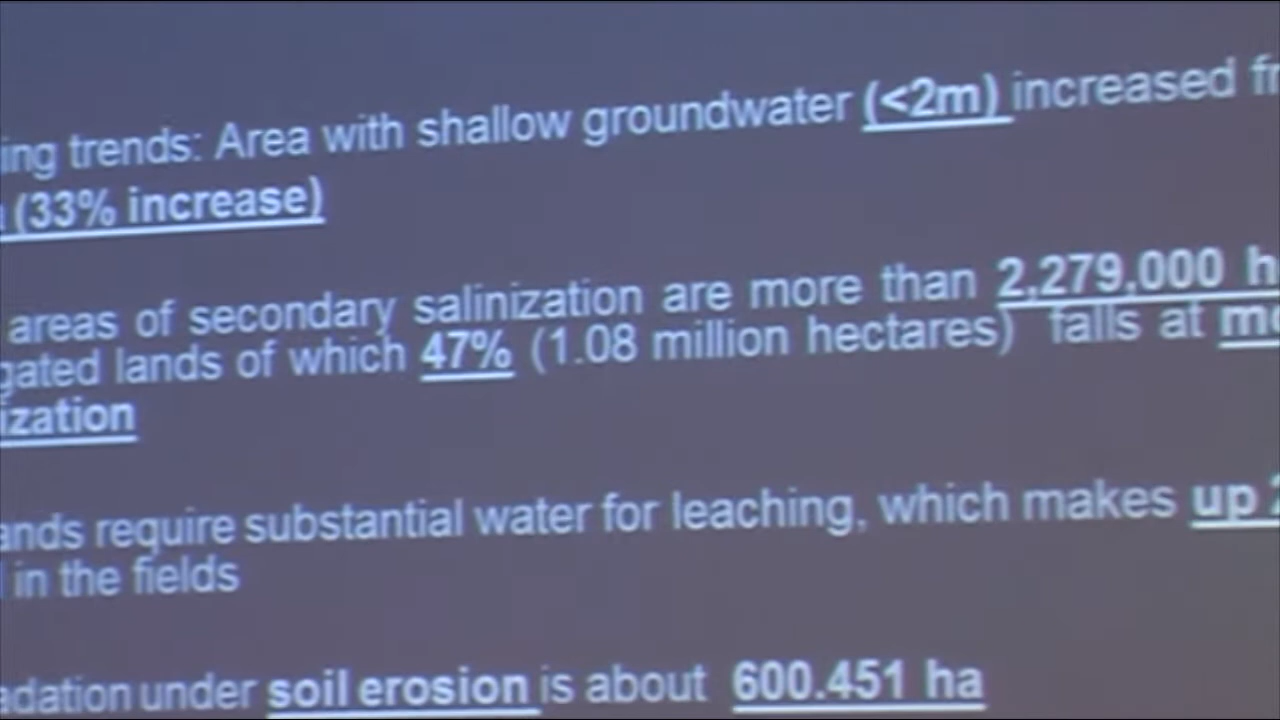 ing trends: Area with shallow groundwater (<2m) increased fr
(33% increase)
areas of secondary salinization are more than 2,279,000 h
gated lands of which 47% (1.08 million hectares) falls at mo
ization
ands require substantial water for leaching, which makes up
in the fields
adation under soil erosion is about 600.451 ha